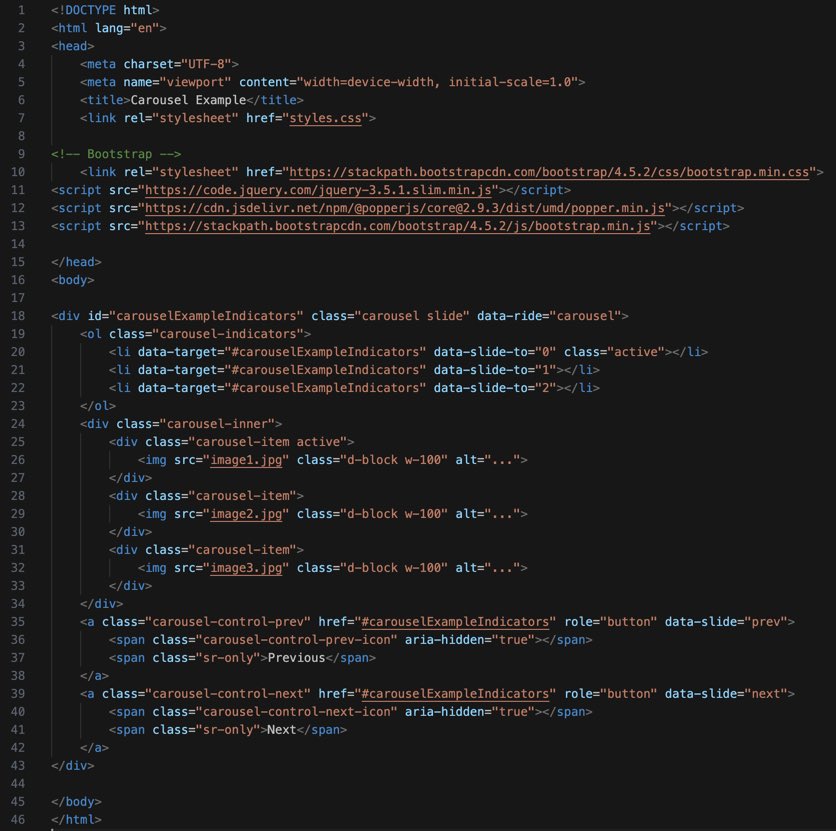 1 <!DOCTYPE html>
2 <html lang="en">
3 <head>
4     <meta charset="UTF-8">
5     <meta name="viewport" content="width=device-width, initial-scale=1.0">
6     <title>Carousel Example</title>
7     <link rel="stylesheet" href="styles.css">
8
9 <!-- Bootstrap -->
10     <link rel="stylesheet" href="https://stackpath.bootstrapcdn.com/bootstrap/4.5.2/css/bootstrap.min.css">
11 <script src="https://code.jquery.com/jquery-3.5.1.slim.min.js"></script>
12 <script src="https://cdn.jsdelivr.net/npm/@popperjs/core@2.9.3/dist/umd/popper.min.js"></script>
13 <script src="https://stackpath.bootstrapcdn.com/bootstrap/4.5.2/js/bootstrap.min.js"></script>
14
15 </head>
16 <body>
17
18 <div id="carouselExampleIndicators" class="carousel slide" data-ride="carousel">
19     <ol class="carousel-indicators">
20         <li data-target="#carouselExampleIndicators" data-slide-to="0" class="active"></li>
21         <li data-target="#carouselExampleIndicators" data-slide-to="1"></li>
22         <li data-target="#carouselExampleIndicators" data-slide-to="2"></li>
23     </ol>
24     <div class="carousel-inner">
25         <div class="carousel-item active">
26             <img src="image1.jpg" class="d-block w-100" alt="...">
27         </div>
28         <div class="carousel-item">
29             <img src="image2.jpg" class="d-block w-100" alt="...">
30         </div>
31         <div class="carousel-item">
32             <img src="image3.jpg" class="d-block w-100" alt="...">
33         </div>
34     </div>
35     <a class="carousel-control-prev" href="#carouselExampleIndicators" role="button" data-slide="prev">
36         <span class="carousel-control-prev-icon" aria-hidden="true"></span>
37         <span class="sr-only">Previous</span>
38     </a>
39     <a class="carousel-control-next" href="#carouselExampleIndicators" role="button" data-slide="next">
40         <span class="carousel-control-next-icon" aria-hidden="true"></span>
41         <span class="sr-only">Next</span>
42     </a>
43 </div>
44
45 </body>
46 </html>